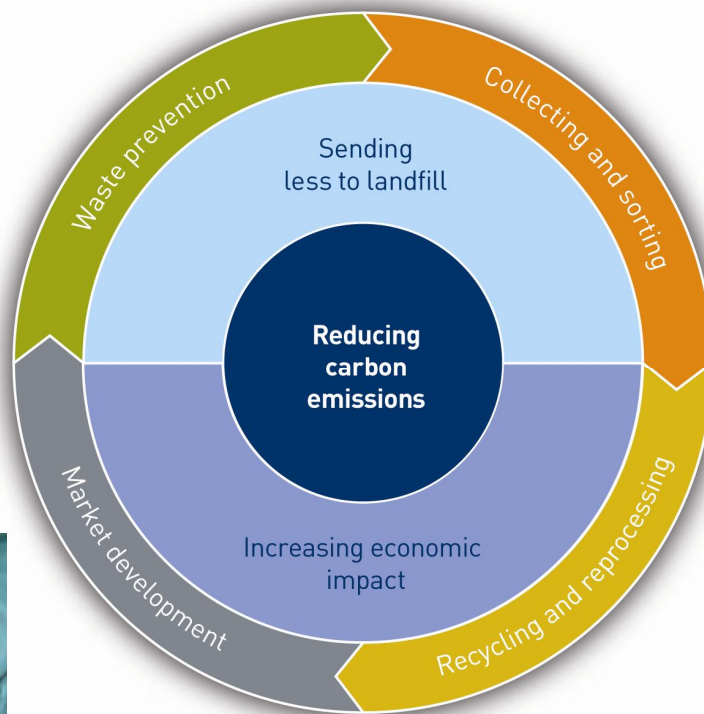 Waste prevention
Collecting and sorting
Sending
less to landfill
Reducing
carbon
emissions
Increasing economic
impact
Market development
Recycling and reprocessing